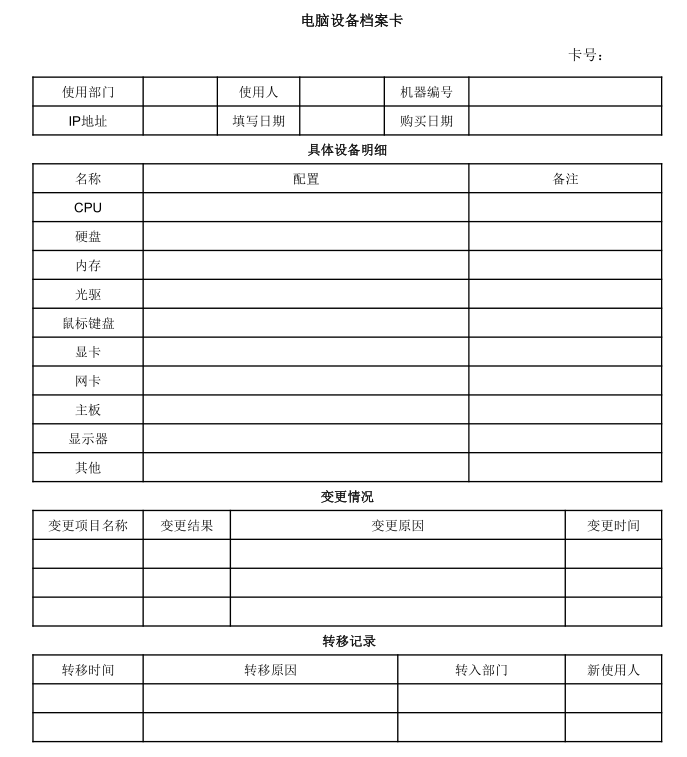 电脑设备档案卡
卡号：
使用部门 使用人 机器编号
IP地址 填写日期 购买日期
具体设备明细
名称 配置 备注
CPU
硬盘
内存
光驱
鼠标键盘
显卡
网卡
主板
显示器
其他
变更情况
变更项目名称 变更结果 变更原因 变更时间
转移记录
转移时间 转移原因 转入部门 新使用人